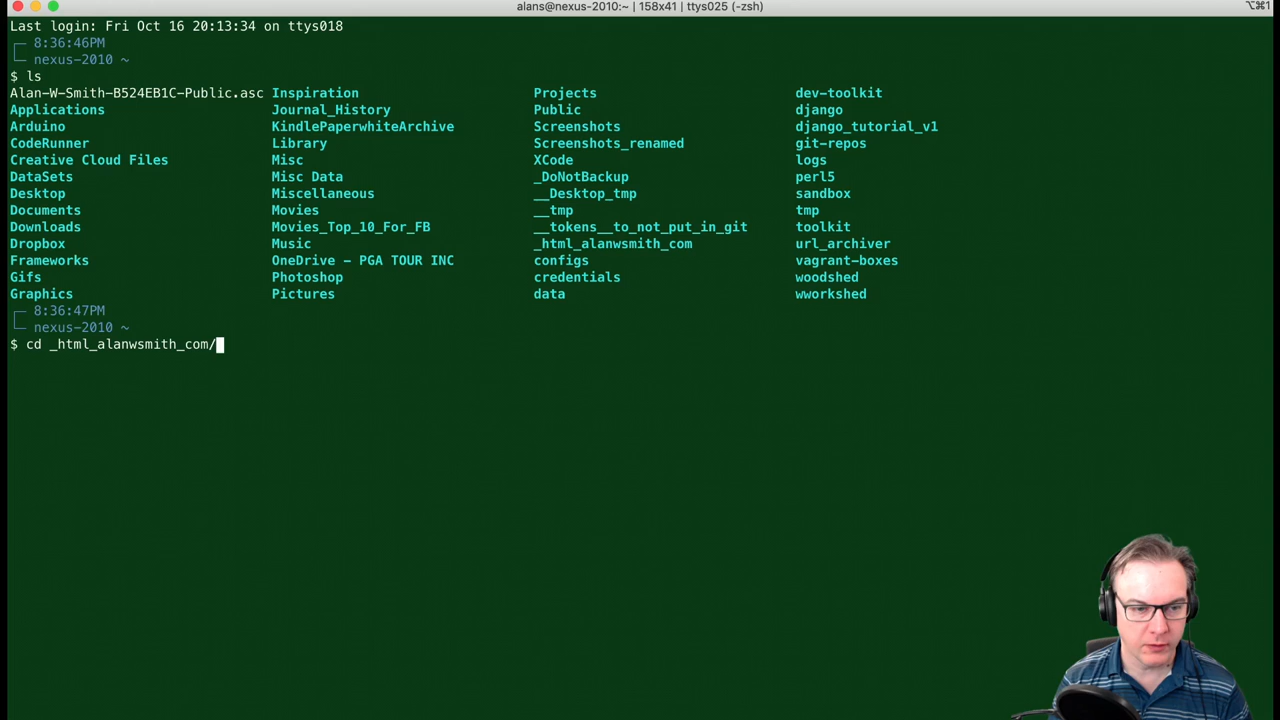 alans@nexus-2010:~ | 158x41 | ttys025 (-zsh)
⌥⌘1
Last login: Fri Oct 16 20:13:34 on ttys018
┌─ 8:36:46PM
└─ nexus-2010 ~
$ ls
Alan-W-Smith-B524EB1C-Public.asc Inspiration Projects dev-toolkit
Applications Journal_History Public django
Arduino KindlePaperwhiteArchive Screenshots django_tutorial_v1
CodeRunner Library Screenshots_renamed git-repos
Creative Cloud Files Misc XCode logs
DataSets Misc Data _DoNotBackup perl5
Desktop Miscellaneous __Desktop_tmp sandbox
Documents Movies __tmp tmp
Downloads Movies_Top_10_For_FB __tokens__to_not_put_in_git toolkit
Dropbox Music _html_alanwsmith_com url_archiver
Frameworks OneDrive - PGA TOUR INC configs vagrant-boxes
Gifs Photoshop credentials woodshed
Graphics Pictures data wworkshed
┌─ 8:36:47PM
└─ nexus-2010 ~
$ cd _html_alanwsmith_com/